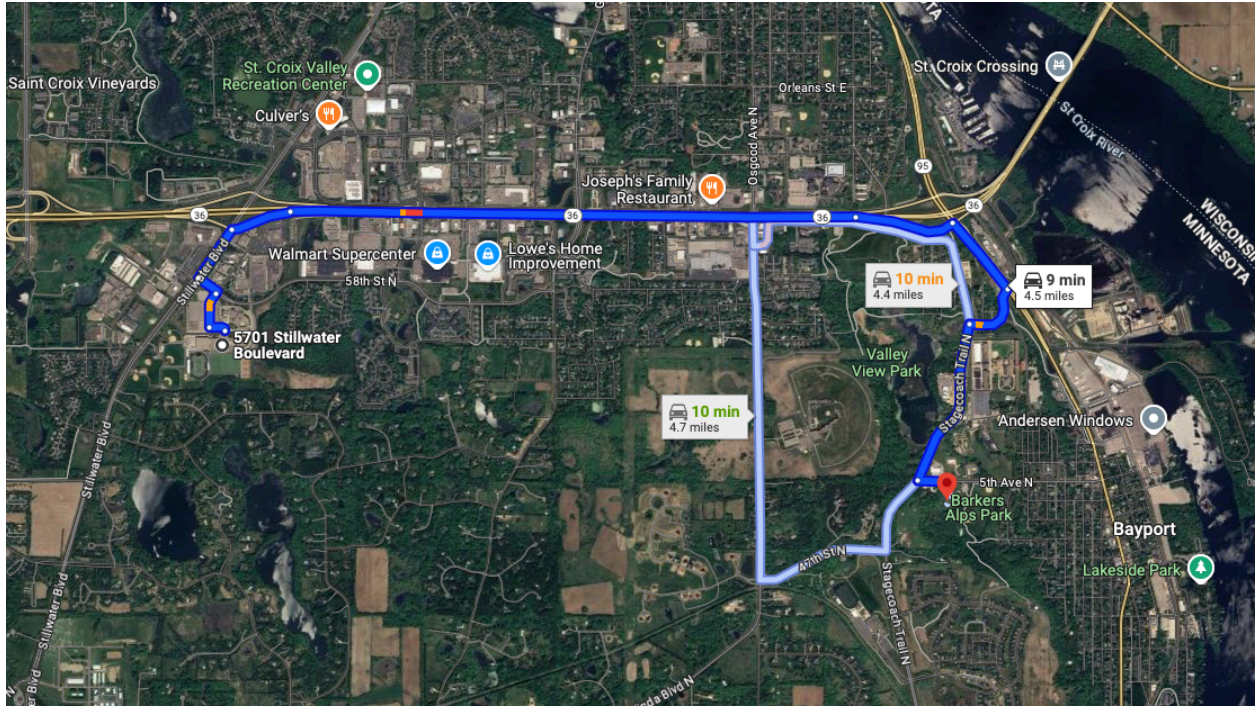 Saint Croix Vineyards
St. Croix Valley
Recreation Center
Culver's
Orleans St E
St. Croix Crossing
St Croix River
95
Osgood Ave N
Joseph's Family
Restaurant
36
36
36
36
WISCONSIN
MINNESOTA
Stillwater Blvd
Walmart Supercenter
Lowe's Home
Improvement
58th St N
10 min
4.4 miles
9 min
4.5 miles
5701 Stillwater
Boulevard
Valley
View Park
Stagecoach Trail N
10 min
4.7 miles
Andersen Windows
Stillwater Blvd
5th Ave N
Barkers
Alps Park
Bayport
47th St N
Lakeside Park
Stagecoach Trail N
Stillwater Blvd